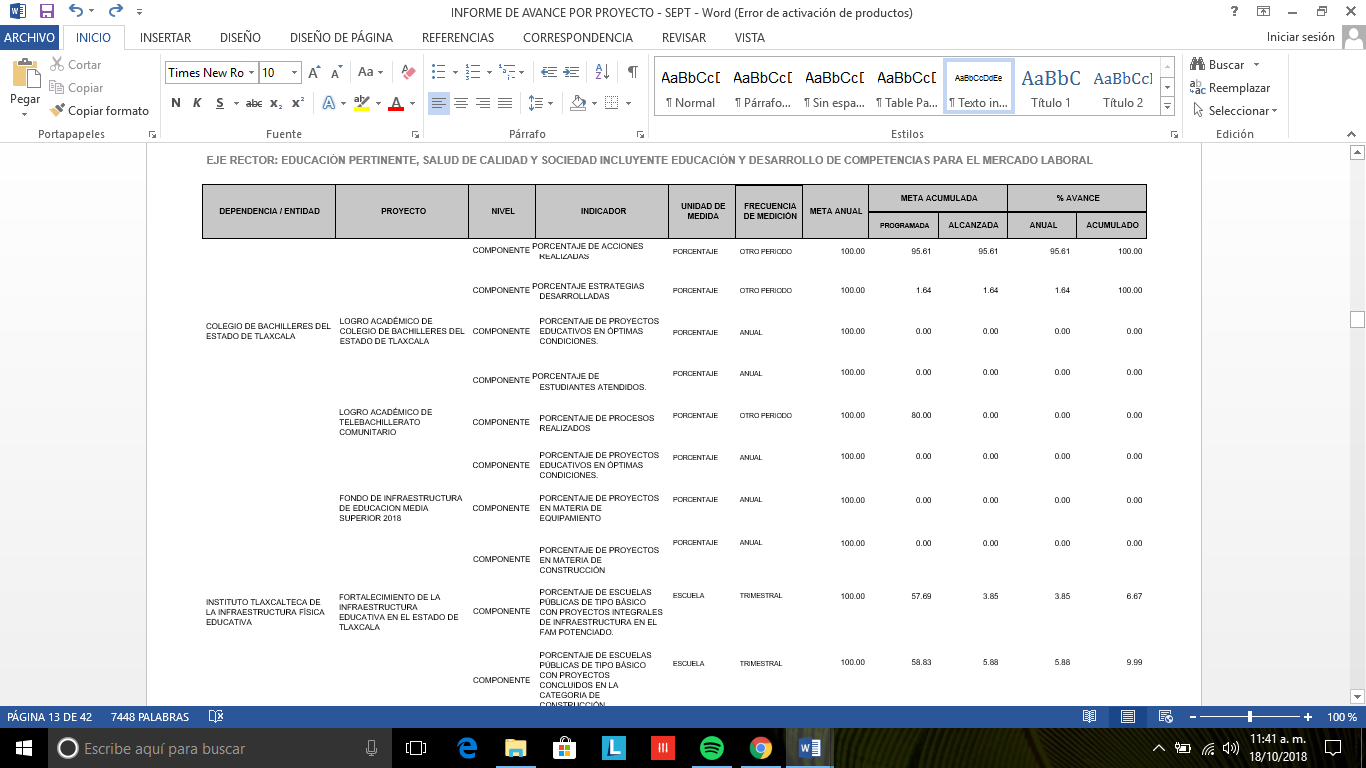 INFORME DE AVANCE POR PROYECTO - SEPT - Word (Error de activación de productos)
ARCHIVO INICIO INSERTAR DISEÑO DISEÑO DE PÁGINA REFERENCIAS CORRESPONDENCIA REVISAR VISTA Iniciar sesión
Pegar
Cortar
Copiar
Copiar formato
Portapapeles
Times New Ro 10
N K S abc x₂ x²
Fuente
Párrafo
AaBbCcD AaBbCcD AaBbCcD AaBbCcD AaBbCcDdEe AaBbC AaBbCcD
¶ Normal ¶ Párrafo... ¶ Sin espa... ¶ Table Pa... ¶ Texto in... Título 1 Título 2
Estilos
Buscar
Reemplazar
Seleccionar
Edición
EJE RECTOR: EDUCACIÓN PERTINENTE, SALUD DE CALIDAD Y SOCIEDAD INCLUYENTE EDUCACIÓN Y DESARROLLO DE COMPETENCIAS PARA EL MERCADO LABORAL
DEPENDENCIA / ENTIDAD PROYECTO NIVEL INDICADOR UNIDAD DE MEDIDA FRECUENCIA DE MEDICIÓN META ANUAL META ACUMULADA % AVANCE
PROGRAMADA ALCANZADA ANUAL ACUMULADO
COMPONENTE PORCENTAJE DE ACCIONES REALIZADAS PORCENTAJE OTRO PERIODO 100.00 95.61 95.61 95.61 100.00
COMPONENTE PORCENTAJE ESTRATEGIAS DESARROLLADAS PORCENTAJE OTRO PERIODO 100.00 1.64 1.64 1.64 100.00
COLEGIO DE BACHILLERES DEL ESTADO DE TLAXCALA LOGRO ACADÉMICO DE COLEGIO DE BACHILLERES DEL ESTADO DE TLAXCALA COMPONENTE PORCENTAJE DE PROYECTOS EDUCATIVOS EN ÓPTIMAS CONDICIONES. PORCENTAJE ANUAL 100.00 0.00 0.00 0.00 0.00
COMPONENTE PORCENTAJE DE ESTUDIANTES ATENDIDOS. PORCENTAJE ANUAL 100.00 0.00 0.00 0.00 0.00
LOGRO ACADÉMICO DE TELEBACHILLERATO COMUNITARIO COMPONENTE PORCENTAJE DE PROCESOS REALIZADOS PORCENTAJE OTRO PERIODO 100.00 80.00 0.00 0.00 0.00
COMPONENTE PORCENTAJE DE PROYECTOS EDUCATIVOS EN ÓPTIMAS CONDICIONES. PORCENTAJE ANUAL 100.00 0.00 0.00 0.00 0.00
FONDO DE INFRAESTRUCTURA DE EDUCACION MEDIA SUPERIOR 2018 COMPONENTE PORCENTAJE DE PROYECTOS EN MATERIA DE EQUIPAMIENTO PORCENTAJE ANUAL 100.00 0.00 0.00 0.00 0.00
COMPONENTE PORCENTAJE DE PROYECTOS EN MATERIA DE CONSTRUCCIÓN PORCENTAJE ANUAL 100.00 0.00 0.00 0.00 0.00
INSTITUTO TLAXCALTECA DE LA INFRAESTRUCTURA FÍSICA EDUCATIVA FORTALECIMIENTO DE LA INFRAESTRUCTURA EDUCATIVA EN EL ESTADO DE TLAXCALA COMPONENTE PORCENTAJE DE ESCUELAS PÚBLICAS DE TIPO BÁSICO CON PROYECTOS INTEGRALES DE INFRAESTRUCTURA EN EL FAM POTENCIADO. ESCUELA TRIMESTRAL 100.00 57.69 3.85 3.85 6.67
COMPONENTE PORCENTAJE DE ESCUELAS PÚBLICAS DE TIPO BÁSICO CON PROYECTOS CONCLUIDOS EN LA CATEGORIA DE CONSTRUCCIÓN ESCUELA TRIMESTRAL 100.00 58.83 5.88 5.88 9.99
PÁGINA 13 DE 42 7448 PALABRAS 100 %
Escribe aquí para buscar
11:41 a. m.
18/10/2018